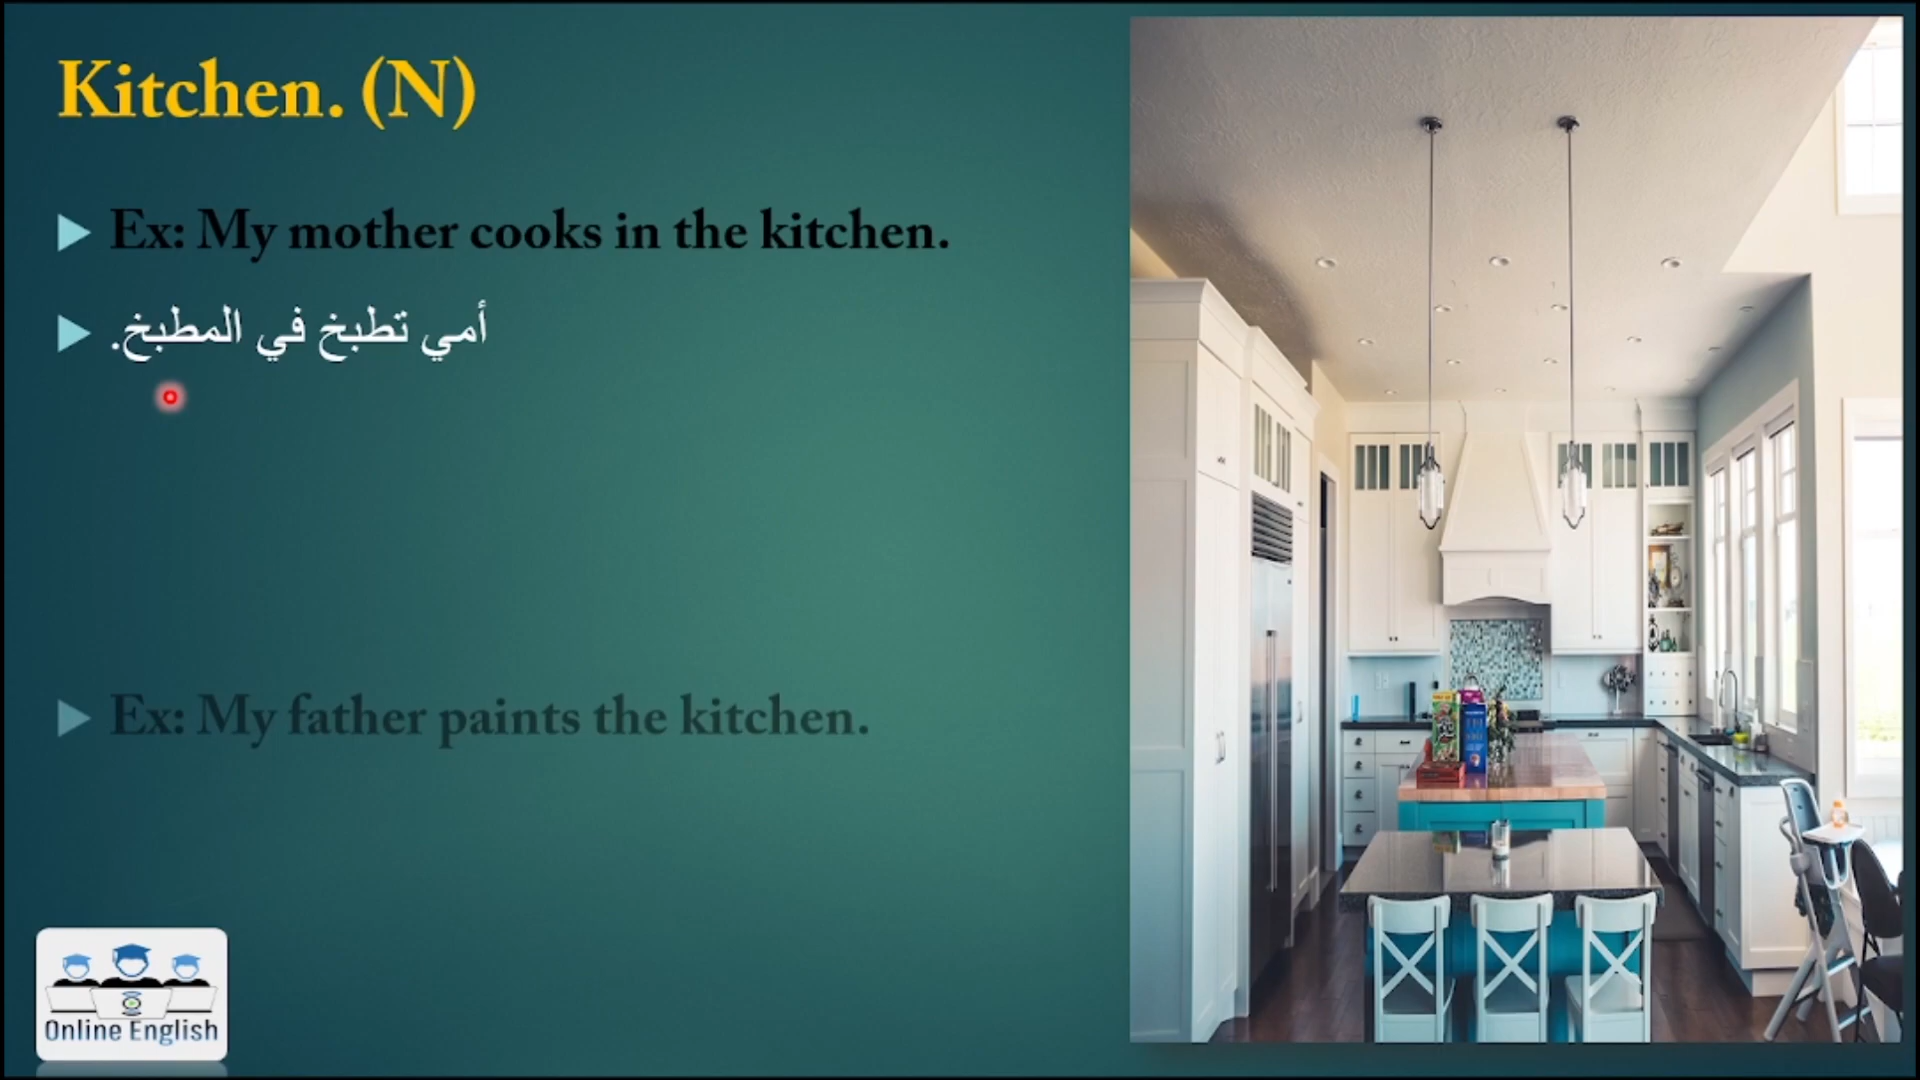 Kitchen. (N)
Ex: My mother cooks in the kitchen.
أمي تطبخ في المطبخ.
Ex: My father paints the kitchen.
Online English